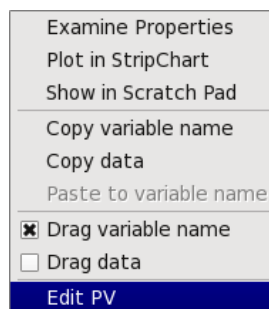 Examine Properties
Plot in StripChart
Show in Scratch Pad
Copy variable name
Copy data
Paste to variable name
Drag variable name
Drag data
Edit PV